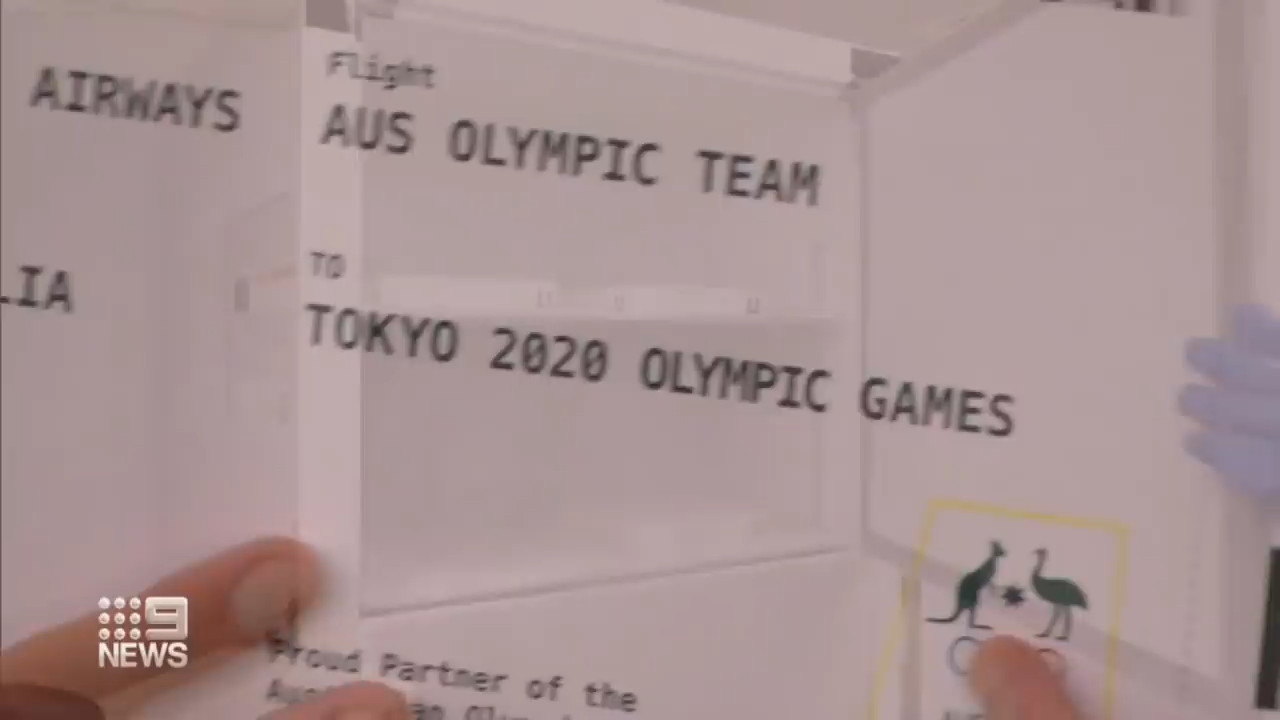 AIRWAYS
LIA
Flight
AUS OLYMPIC TEAM
TO
TOKYO 2020 OLYMPIC GAMES
Proud Partner of the
9
NEWS